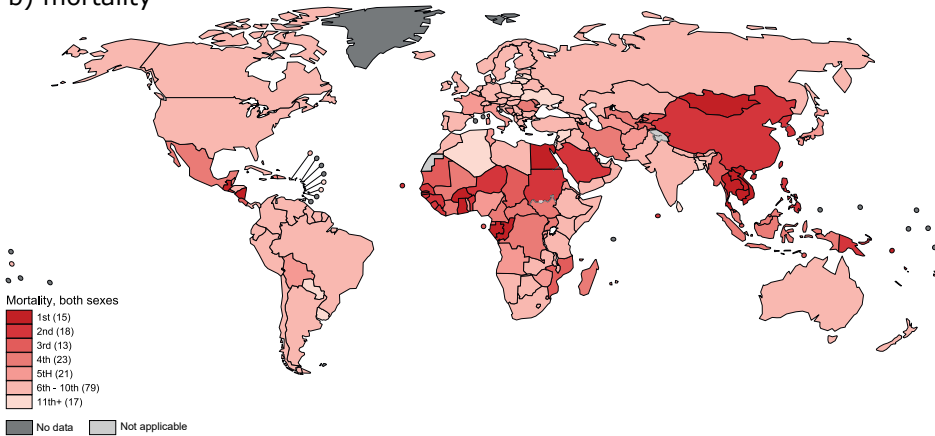 b) mortality
Mortality, both sexes
1st (15)
2nd (18)
3rd (13)
4th (23)
5tH (21)
6th - 10th (79)
11th+ (17)
No data
Not applicable